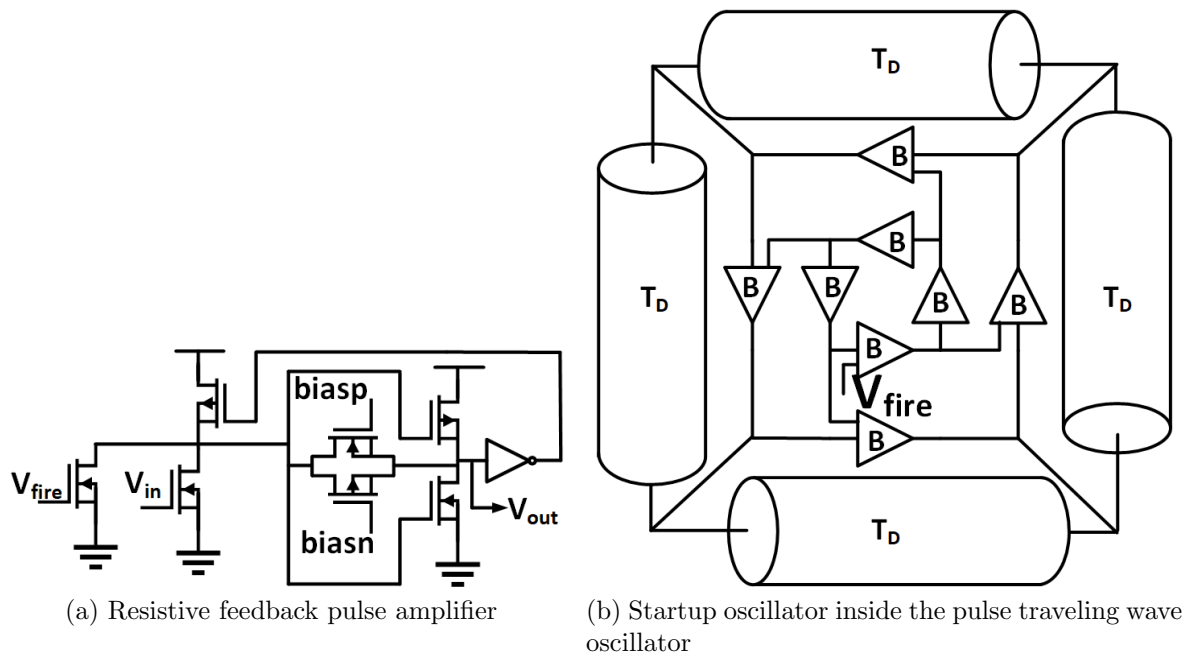 biasp
V_fire
V_in
V_out
biasn
(a) Resistive feedback pulse amplifier
T_D
B
B
T_D
B
B
B
B
T_D
B
V_fire
B
T_D
(b) Startup oscillator inside the pulse traveling wave
oscillator